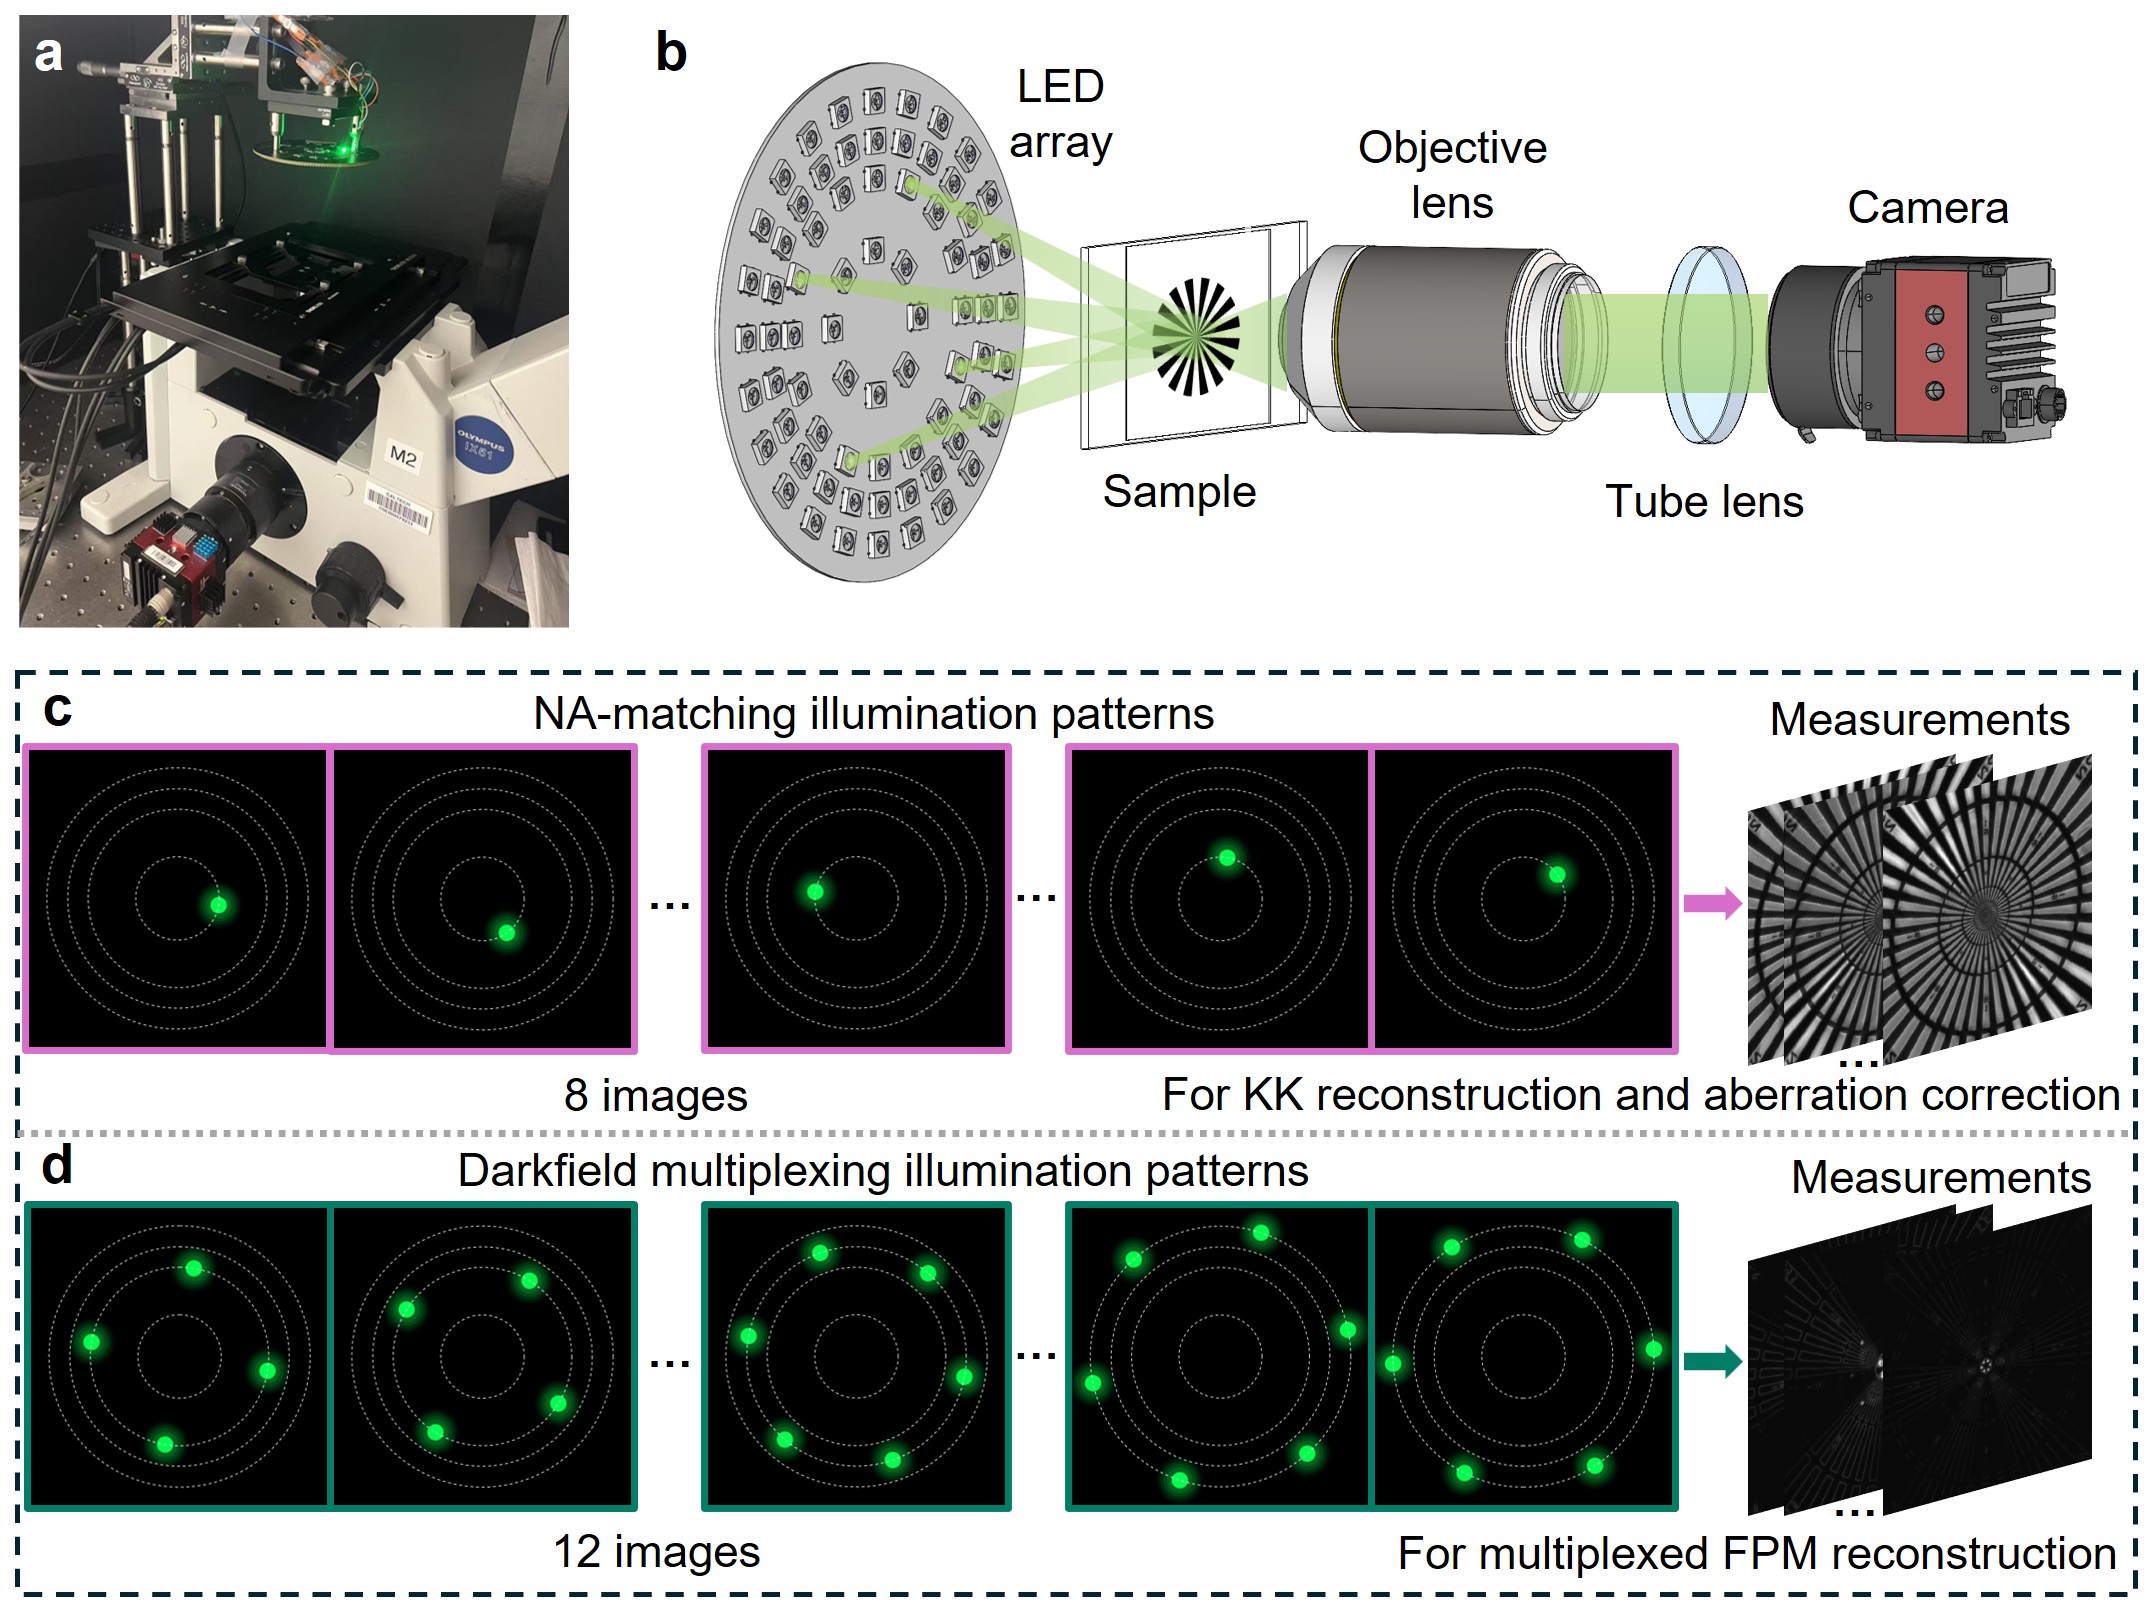 a
M2
OLYMPUS
IX51
b
LED
array
Objective
lens
Camera
Sample
Tube lens
c
NA-matching illumination patterns
Measurements
...
...
...
8 images
For KK reconstruction and aberration correction
d
Darkfield multiplexing illumination patterns
Measurements
...
...
...
12 images
For multiplexed FPM reconstruction